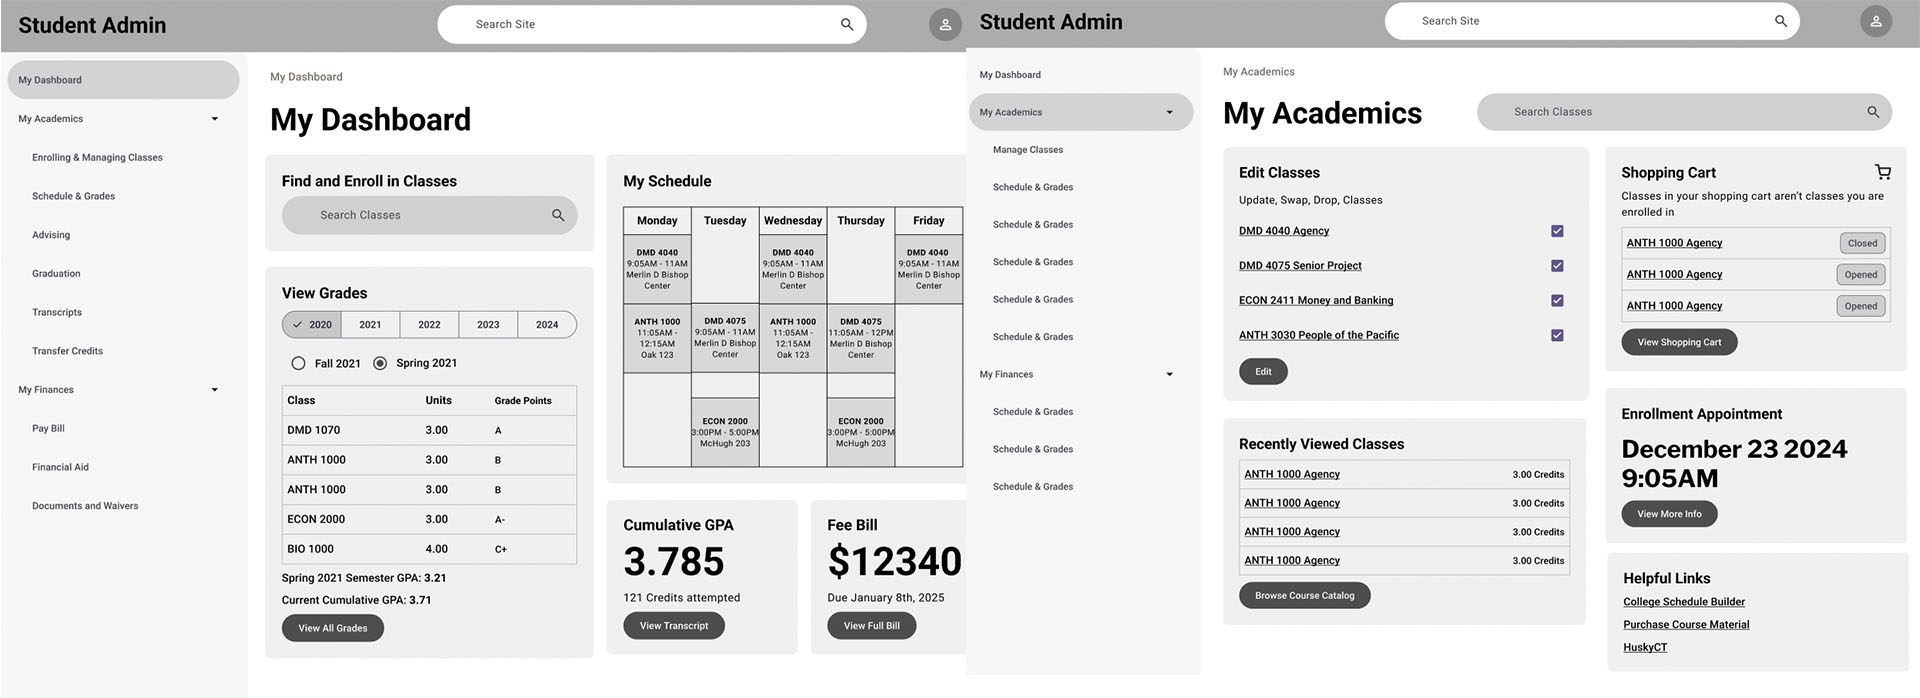 Student Admin
Search Site
My Dashboard
My Academics
Enrolling & Managing Classes
Schedule & Grades
Advising
Graduation
Transcripts
Transfer Credits
My Finances
Pay Bill
Financial Aid
Documents and Waivers
My Dashboard
My Dashboard
Find and Enroll in Classes
Search Classes
View Grades
2020 2021 2022 2023 2024
Fall 2021 Spring 2021
Class Units Grade Points
DMD 1070 3.00 A
ANTH 1000 3.00 B
ANTH 1000 3.00 B
ECON 2000 3.00 A-
BIO 1000 4.00 C+
Spring 2021 Semester GPA: 3.21
Current Cumulative GPA: 3.71
View All Grades
My Schedule
Monday Tuesday Wednesday Thursday Friday
DMD 4040 DMD 4040 DMD 4040
9:05AM - 11AM 9:05AM - 11AM 9:05AM - 11AM
Merlin D Bishop Merlin D Bishop Merlin D Bishop
Center Center Center
ANTH 1000 DMD 4075 ANTH 1000 DMD 4075
11:05AM - 9:05AM - 11AM 11:05AM - 11:05AM - 12PM
12:15AM Merlin D Bishop 12:15AM Merlin D Bishop
Oak 123 Center Oak 123 Center
ECON 2000 ECON 2000
3:00PM - 5:00PM 3:00PM - 5:00PM
McHugh 203 McHugh 203
Cumulative GPA
3.785
121 Credits attempted
View Transcript
Fee Bill
$12340
Due January 8th, 2025
View Full Bill
Student Admin
Search Site
My Dashboard
My Academics
Manage Classes
Schedule & Grades
Schedule & Grades
Schedule & Grades
Schedule & Grades
Schedule & Grades
My Finances
Schedule & Grades
Schedule & Grades
Schedule & Grades
My Academics
My Academics
Search Classes
Edit Classes
Update, Swap, Drop, Classes
DMD 4040 Agency
DMD 4075 Senior Project
ECON 2411 Money and Banking
ANTH 3030 People of the Pacific
Edit
Recently Viewed Classes
ANTH 1000 Agency 3.00 Credits
ANTH 1000 Agency 3.00 Credits
ANTH 1000 Agency 3.00 Credits
ANTH 1000 Agency 3.00 Credits
Browse Course Catalog
Shopping Cart
Classes in your shopping cart aren't classes you are
enrolled in
ANTH 1000 Agency Closed
ANTH 1000 Agency Opened
ANTH 1000 Agency Opened
View Shopping Cart
Enrollment Appointment
December 23 2024
9:05AM
View More Info
Helpful Links
College Schedule Builder
Purchase Course Material
HuskyCT